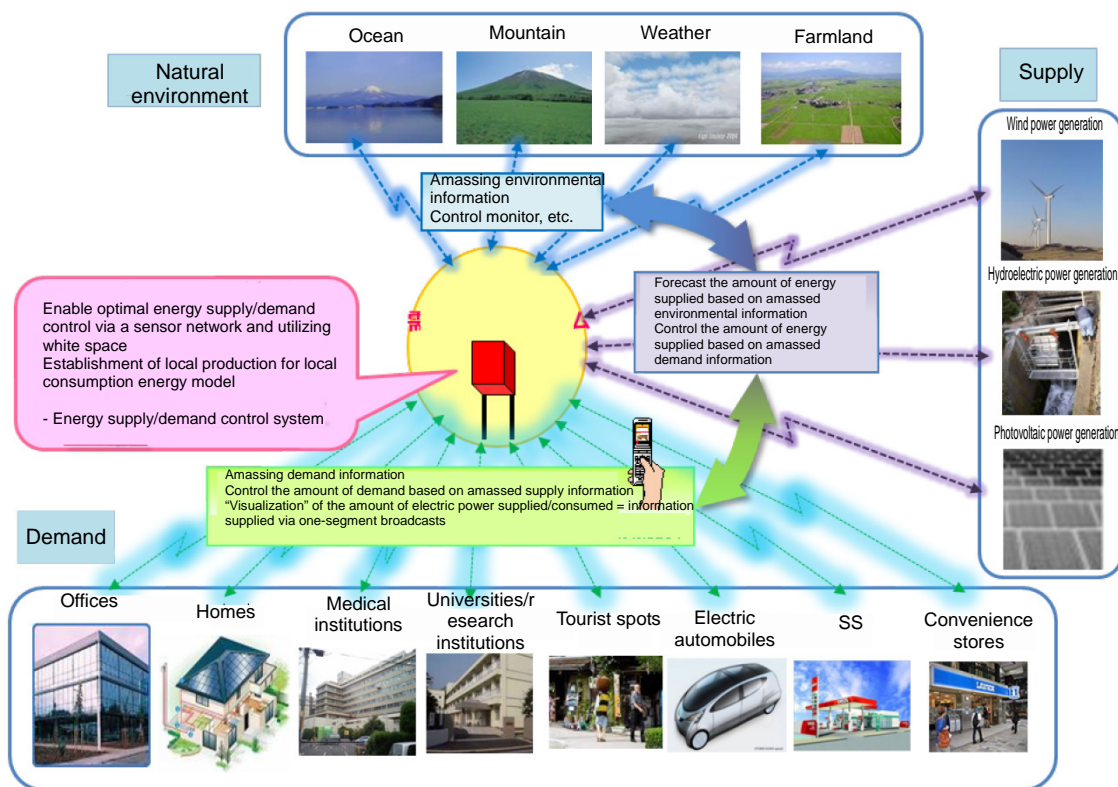 Ocean
Mountain
Weather
Farmland
Natural
environment
Supply
Wind power generation
Amassing environmental
information
Control monitor, etc.
Forecast the amount of energy
supplied based on amassed
environmental information
Control the amount of energy
supplied based on amassed
demand information
Hydroelectric power generation
Enable optimal energy supply/demand
control via a sensor network and utilizing
white space
Establishment of local production for local
consumption energy model
- Energy supply/demand control system
Photovoltaic power generation
Amassing demand information
Control the amount of demand based on amassed supply information
“Visualization” of the amount of electric power supplied/consumed = information
supplied via one-segment broadcasts
Demand
Offices
Homes
Medical
institutions
Universities/r
esearch
institutions
Tourist spots
Electric
automobiles
SS
Convenience
stores